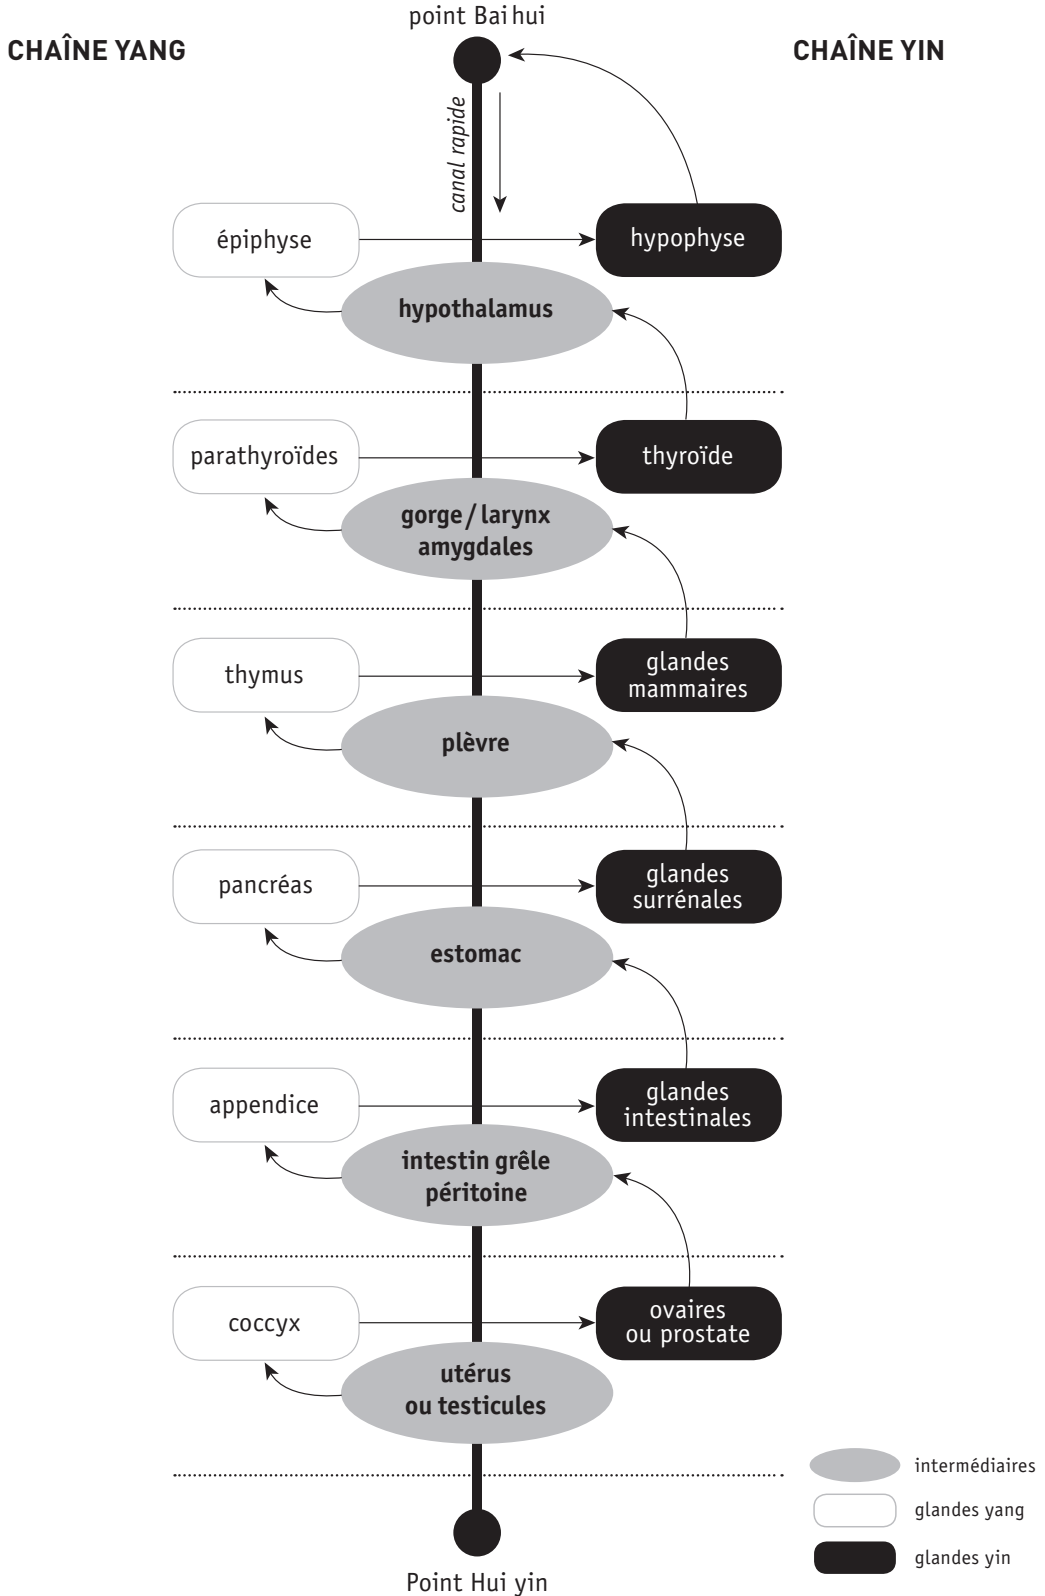 point Bai hui
CHAÎNE YANG
CHAÎNE YIN
canal rapide
épiphyse
hypophyse
hypothalamus
parathyroïdes
thyroïde
gorge / larynx
amygdales
thymus
glandes
mammaires
plèvre
pancréas
glandes
surrénales
estomac
appendice
glandes
intestinales
intestin grêle
péritoine
coccyx
ovaires
ou prostate
utérus
ou testicules
intermédiaires
glandes yang
glandes yin
Point Hui yin